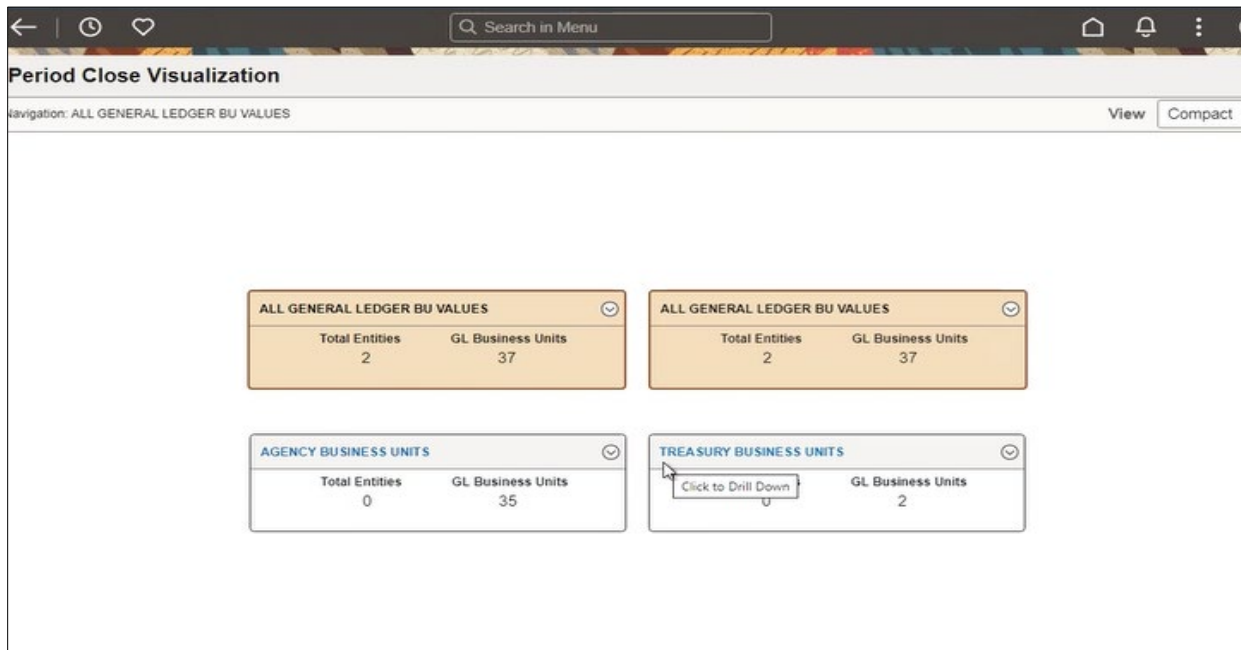 Search in Menu
Period Close Visualization
Navigation: ALL GENERAL LEDGER BU VALUES
View Compact
ALL GENERAL LEDGER BU VALUES
Total Entities GL Business Units
2 37
ALL GENERAL LEDGER BU VALUES
Total Entities GL Business Units
2 37
AGENCY BUSINESS UNITS
Total Entities GL Business Units
0 35
TREASURY BUSINESS UNITS
Click to Drill Down
GL Business Units
0 2